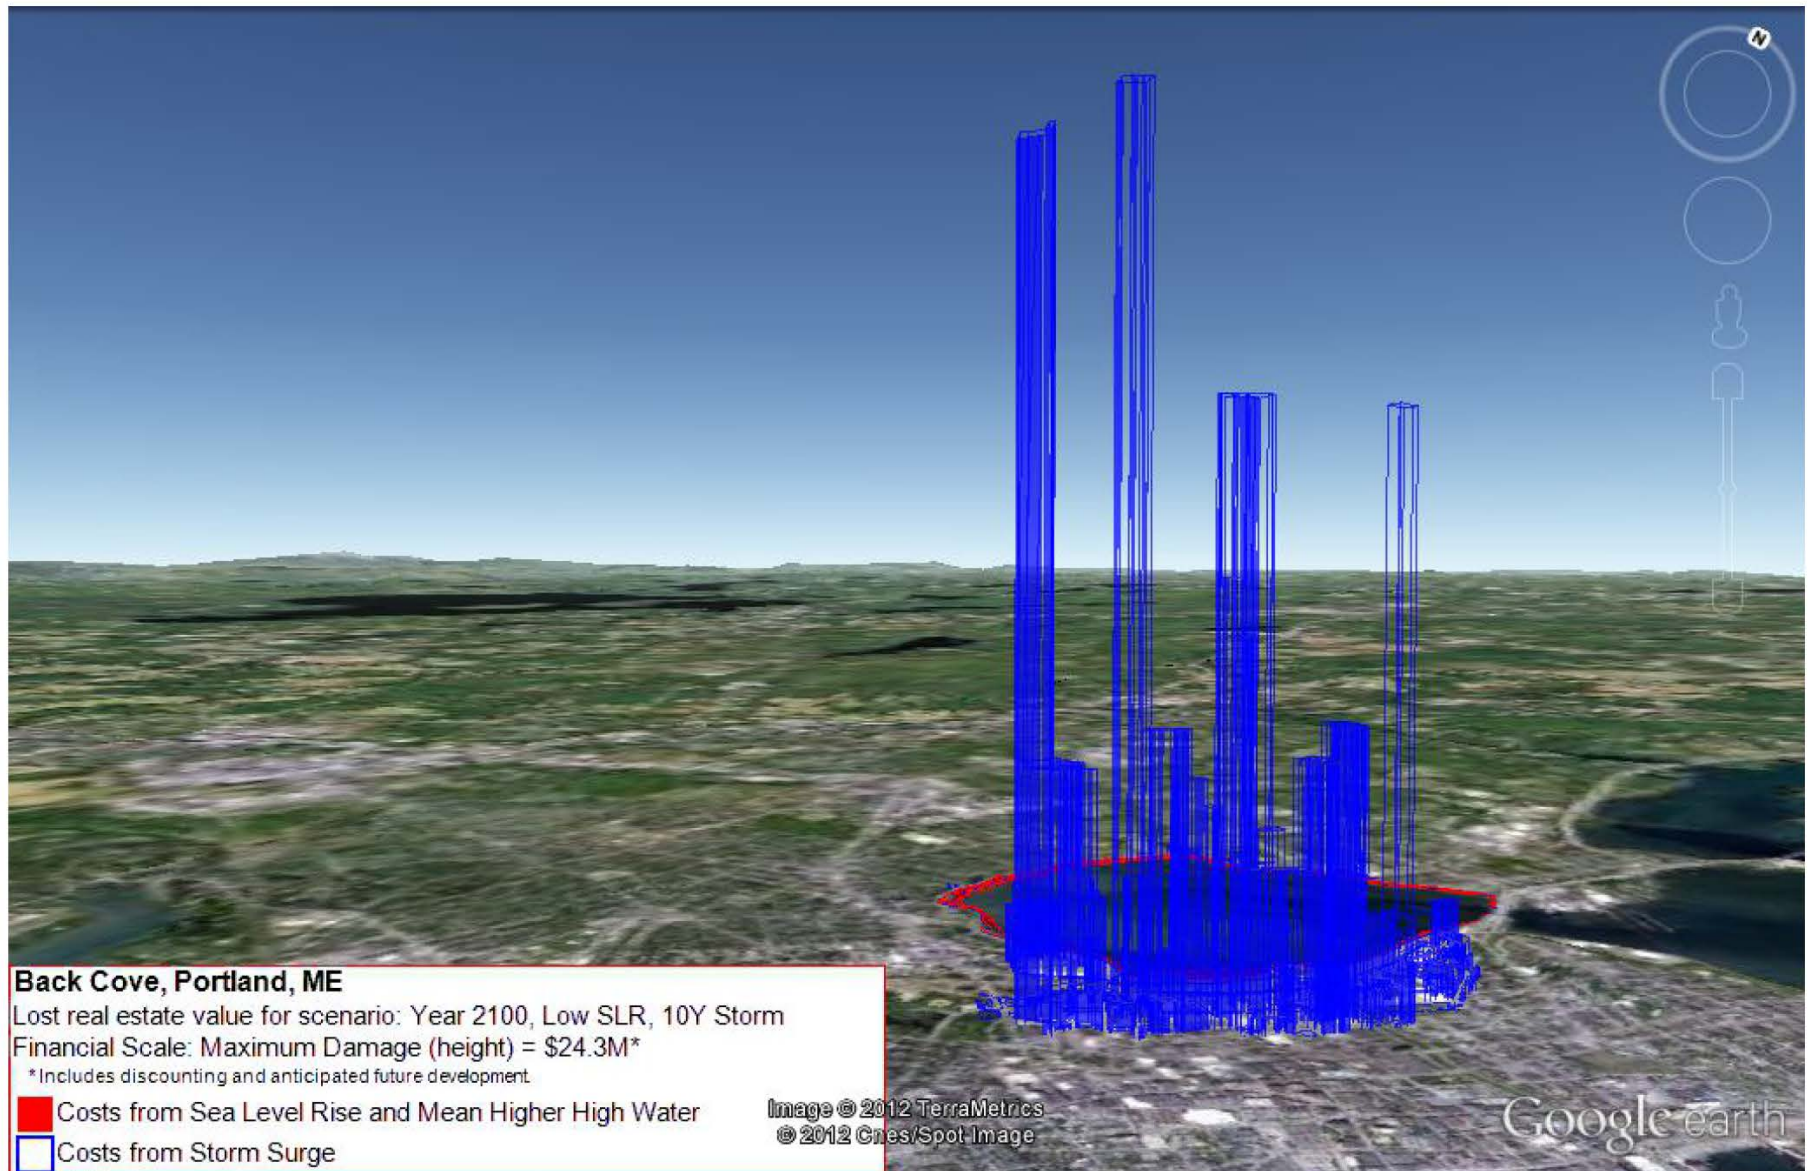 N
Back Cove, Portland, ME
Lost real estate value for scenario: Year 2100, Low SLR, 10Y Storm
Financial Scale: Maximum Damage (height) = $24.3M*
*Includes discounting and anticipated future development.
Costs from Sea Level Rise and Mean Higher High Water
Costs from Storm Surge
Image © 2012 TerraMetrics
© 2012 Cnes/Spot Image
Google earth